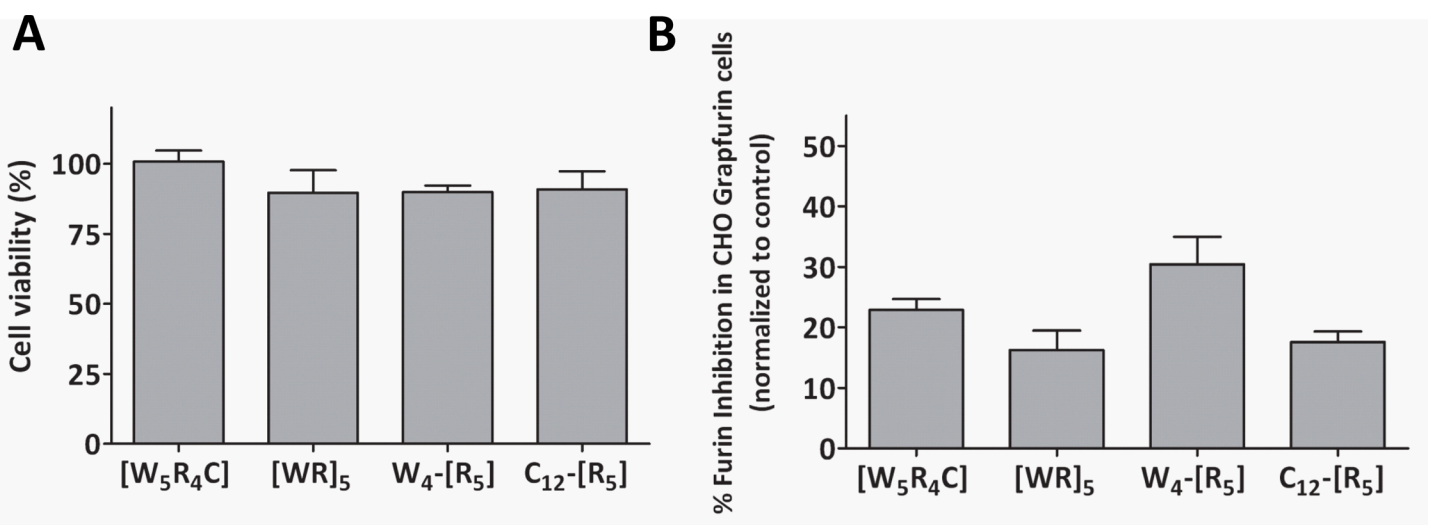 A
Cell viability (%)
100
75
50
25
0
[W₅R₄C] [WR]₅ W₄-[R₅] C₁₂-[R₅]
B
% Furin Inhibition in CHO Grapfurin cells
(normalized to control)
50
40
30
20
10
0
[W₅R₄C] [WR]₅ W₄-[R₅] C₁₂-[R₅]